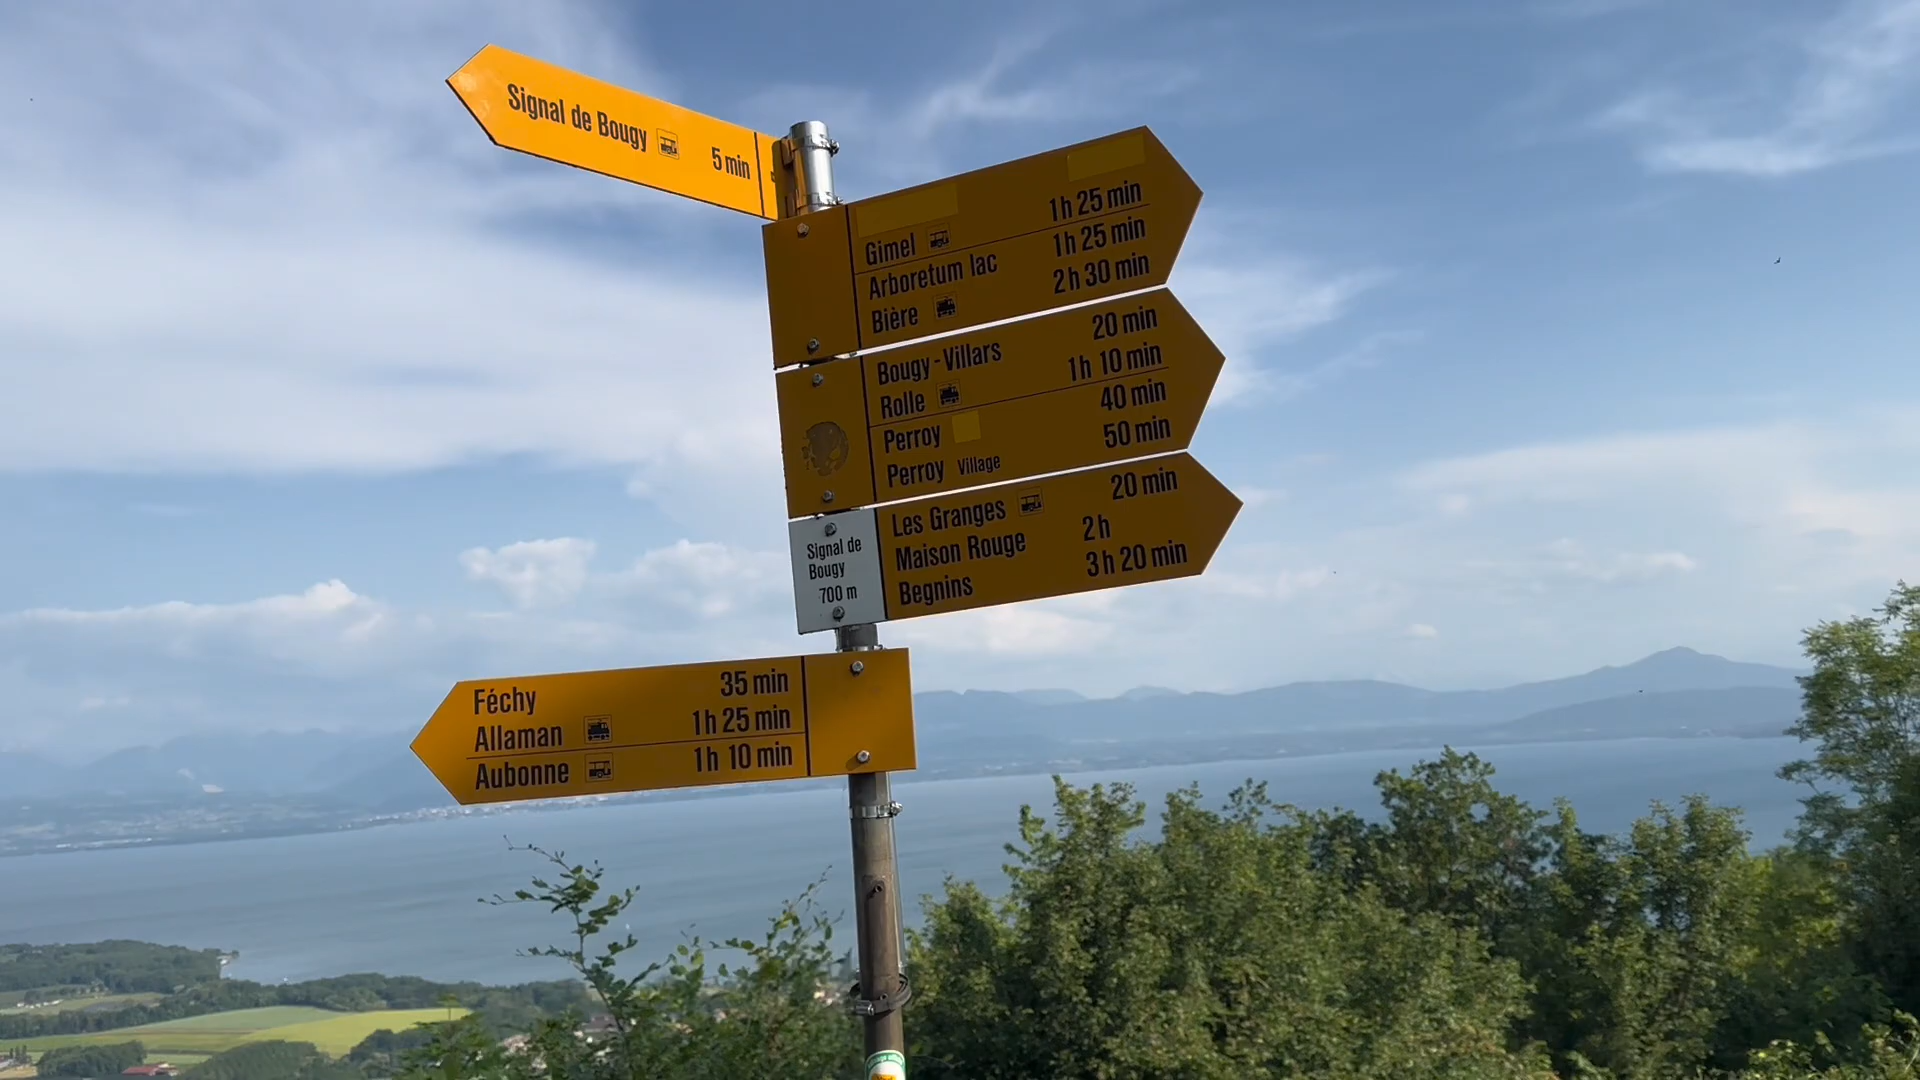 Signal de Bougy 5 min
Gimel 1h 25 min
Arboretum lac 1h 25 min
Bière 2h 30 min
Bougy-Villars 20 min
Rolle 1h 10 min
Perroy 40 min
Perroy Village 50 min
Signal de
Bougy
700 m
Les Granges 20 min
Maison Rouge 2h
Begnins 3h 20 min
Féchy 35 min
Allaman 1h 25 min
Aubonne 1h 10 min